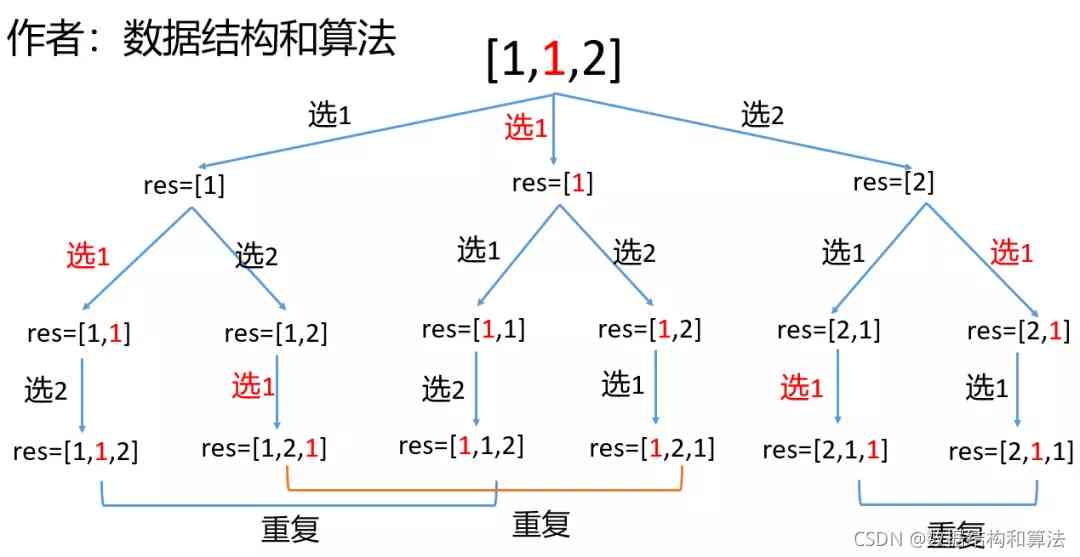 作者：数据结构和算法
[1,1,2]
选1
选1
选2
res=[1]
res=[1]
res=[2]
选1
选2
选1
选2
选1
选1
res=[1,1]
res=[1,2]
res=[1,1]
res=[1,2]
res=[2,1]
res=[2,1]
选2
选1
选2
选1
选1
选1
res=[1,1,2]
res=[1,2,1]
res=[1,1,2]
res=[1,2,1]
res=[2,1,1]
res=[2,1,1]
重复
重复
重复
CSDN @数据结构和算法